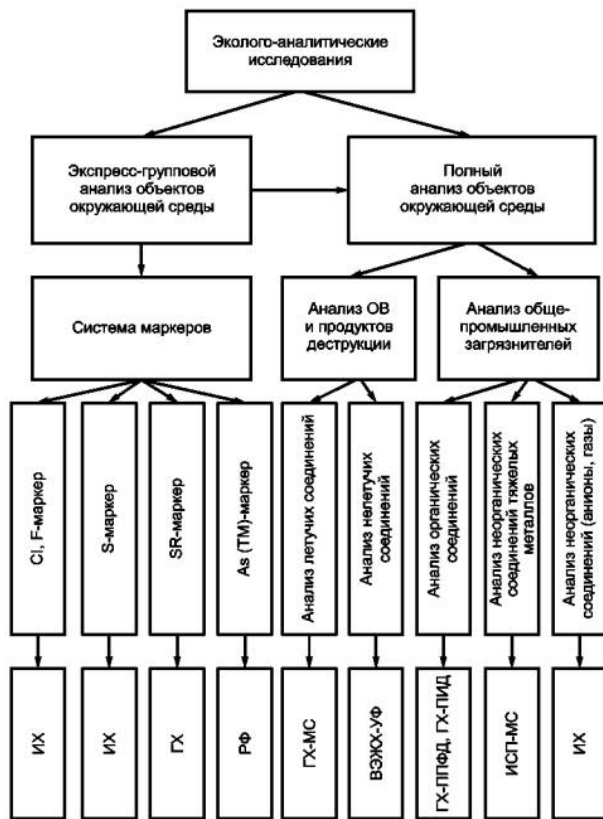 Эколого-аналитические
исследования
Экспресс-групповой
анализ объектов
окружающей среды
Полный
анализ объектов
окружающей среды
Система маркеров
Анализ ОВ
и продуктов
деструкции
Анализ обще-
промышленных
загрязнителей
Cl, F-маркер
S-маркер
SR-маркер
As (ТМ)-маркер
Анализ летучих соединений
Анализ нелетучих
соединений
Анализ органических
соединений
Анализ неорганических
соединений тяжелых
металлов
Анализ неорганических
соединений (анионы, газы)
ИХ
ИХ
ГХ
РФ
ГХ-МС
ВЭЖХ-УФ
ГХ-ППФД, ГХ-ПИД
ИСП-МС
ИХ